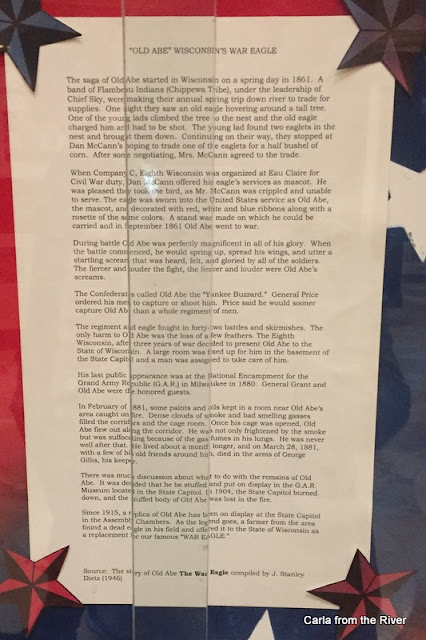 "OLD ABE" WISCONSIN'S WAR EAGLE
The saga of Old Abe started in Wisconsin on a spring day in 1861. A
band of Flambeau Indians (Chippewa Tribe), under the leadership of
Chief Sky, were making their annual spring trip down river to trade for
supplies. One night they saw an old eagle hovering around a tall tree.
One of the young lads climbed the tree to the nest and the old eagle
charged him and had to be shot. The young lad found two eaglets in the
nest and brought them down. Continuing on their way, they stopped at
Dan McCann's hoping to trade one of the eaglets for a half bushel of
corn. After some negotiating, Mrs. McCann agreed to the trade.
When Company C, Eighth Wisconsin was organized at Eau Claire for
Civil War duty, Dan McCann offered his eagle's services as mascot. He
was pleased they took the bird, as Mr. McCann was crippled and unable
to serve. The eagle was sworn into the United States service as Old Abe,
the mascot, and decorated with red, white and blue ribbons along with a
rosette of the same colors. A stand was made on which he could be
carried and in September 1861 Old Abe went to war.
During battle Old Abe was perfectly magnificent in all of his glory. When
the battle commenced, he would spring up, spread his wings, and utter a
startling scream that was heard, felt, and gloried by all of the soldiers.
The fiercer and louder the fight, the fiercer and louder were Old Abe's
screams.
The Confederates called Old Abe the "Yankee Buzzard." General Price
ordered his men to capture or shoot him. Price said he would sooner
capture Old Abe than a whole regiment of men.
The regiment and eagle fought in forty-two battles and skirmishes. The
only harm to Old Abe was the loss of a few feathers. The Eighth
Wisconsin, after three years of war decided to present Old Abe to the
State of Wisconsin. A large room was fixed up for him in the basement of
the State Capitol and a man was assigned to take care of him.
His last public appearance was at the National Encampment for the
Grand Army Republic (G.A.R.) in Milwaukee in 1880. General Grant and
Old Abe were the honored guests.
In February of 1881, some paints and oils kept in a room near Old Abe's
area caught on fire. Dense clouds of smoke and bad smelling gasses
filled the corridors and the cage room. Once his cage was opened, Old
Abe flew out along the corridor. He was not only frightened by the smoke
but was suffocating because of the gas fumes in his lungs. He was never
well after that. He lived about a month longer, and on March 28, 1881,
with a few of his old friends around him, died in the arms of George
Gillis, his keeper.
There was much discussion about what to do with the remains of Old
Abe. It was decided that he be stuffed and put on display in the G.A.R.
Museum located in the State Capitol. In 1904, the State Capitol burned
down, and the stuffed body of Old Abe was lost in the fire.
Since 1915, a replica of Old Abe has been on display at the State Capitol
in the Assembly Chambers. As the legend goes, a farmer from the area
found a dead eagle in his field and offered it to the State of Wisconsin as
a replacement for our famous "WAR EAGLE."
Source: The story of Old Abe The War Eagle compiled by J. Stanley
Dietz (1946)
Carla from the River